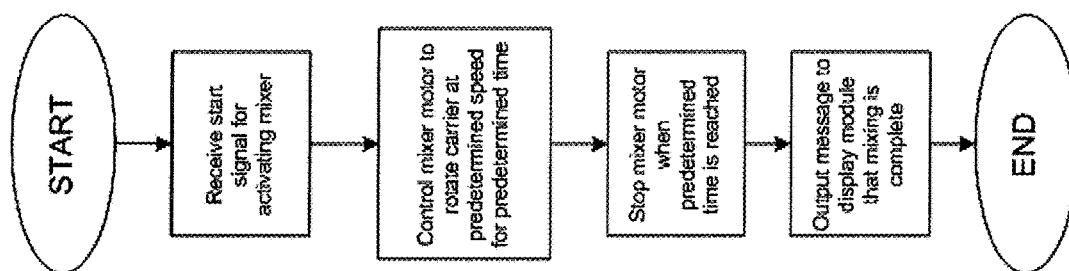 START
Receive start
signal for
activating mixer
Control mixer motor to
rotate carrier at
predetermined speed
for predetermined time
Stop mixer motor
when
predetermined
time is reached
Output message to
display module
that mixing is
complete
END